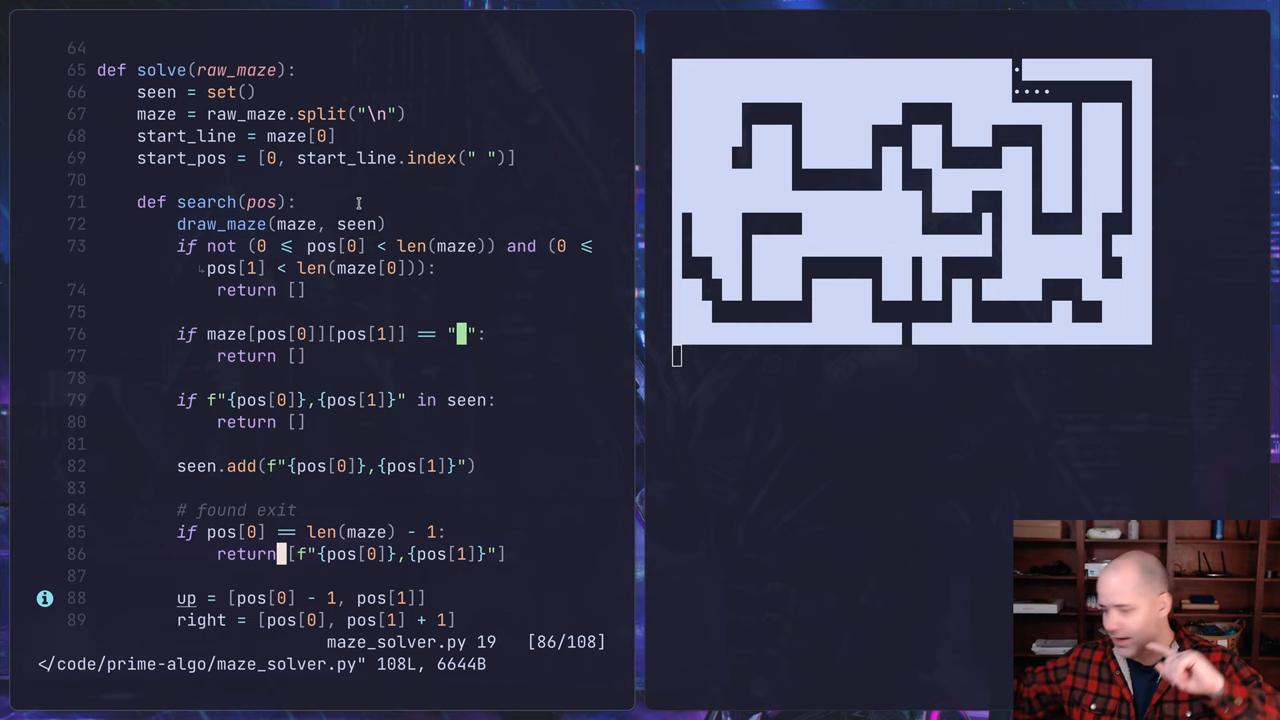 64
65 def solve(raw_maze):
66 seen = set()
67 maze = raw_maze.split("\n")
68 start_line = maze[0]
69 start_pos = [0, start_line.index(" ")]
70
71 def search(pos):
72 draw_maze(maze, seen)
73 if not (0 ≤ pos[0] < len(maze)) and (0 ≤
↳pos[1] < len(maze[0])):
74 return []
75
76 if maze[pos[0]][pos[1]] == "█":
77 return []
78
79 if f"{pos[0]},{pos[1]}" in seen:
80 return []
81
82 seen.add(f"{pos[0]},{pos[1]}")
83
84 # found exit
85 if pos[0] == len(maze) - 1:
86 return [f"{pos[0]},{pos[1]}"]
87
88 up = [pos[0] - 1, pos[1]]
89 right = [pos[0], pos[1] + 1]
maze_solver.py 19 [86/108]
</code/prime-algo/maze_solver.py" 108L, 6644B